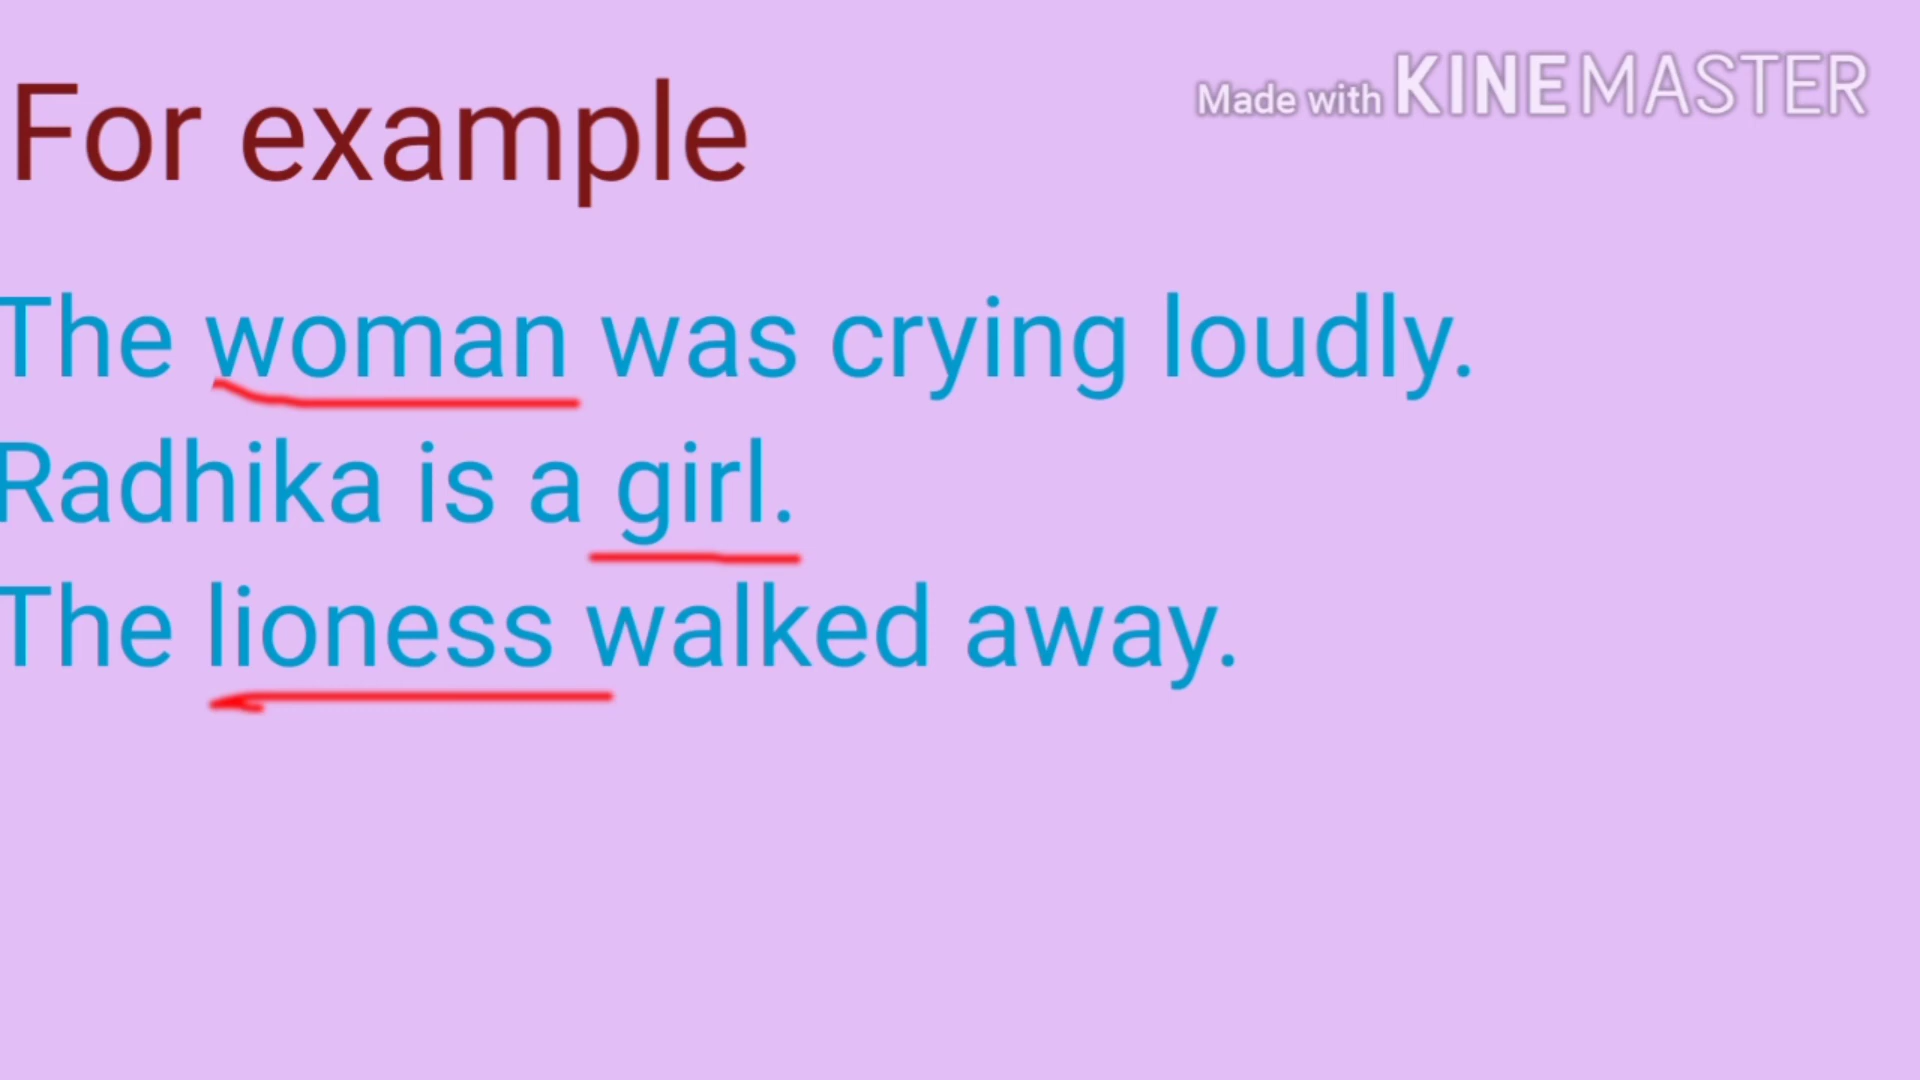 For example
Made with KINEMASTER
The woman was crying loudly.
Radhika is a girl.
The lioness walked away.